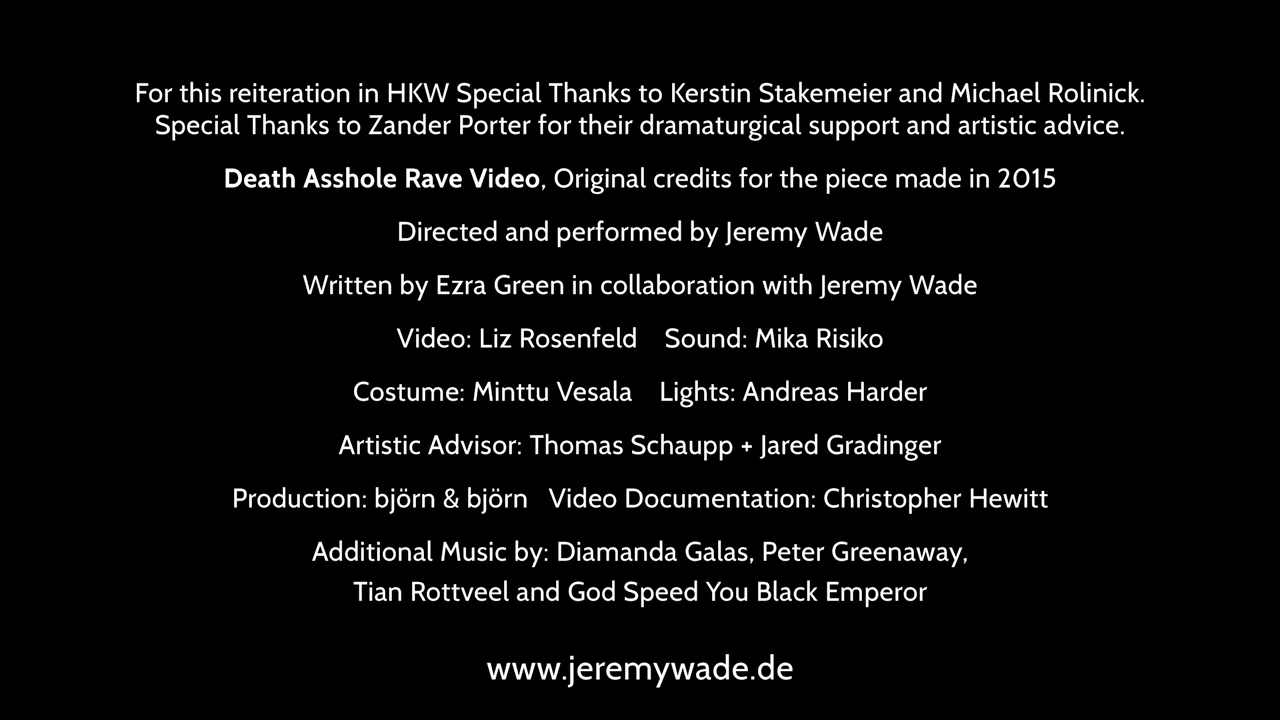 For this reiteration in HKW Special Thanks to Kerstin Stakemeier and Michael Rolinick.
Special Thanks to Zander Porter for their dramaturgical support and artistic advice.
Death Asshole Rave Video, Original credits for the piece made in 2015
Directed and performed by Jeremy Wade
Written by Ezra Green in collaboration with Jeremy Wade
Video: Liz Rosenfeld Sound: Mika Risiko
Costume: Minttu Vesala Lights: Andreas Harder
Artistic Advisor: Thomas Schaupp + Jared Gradinger
Production: björn & björn Video Documentation: Christopher Hewitt
Additional Music by: Diamanda Galas, Peter Greenaway,
Tian Rottveel and God Speed You Black Emperor
www.jeremywade.de